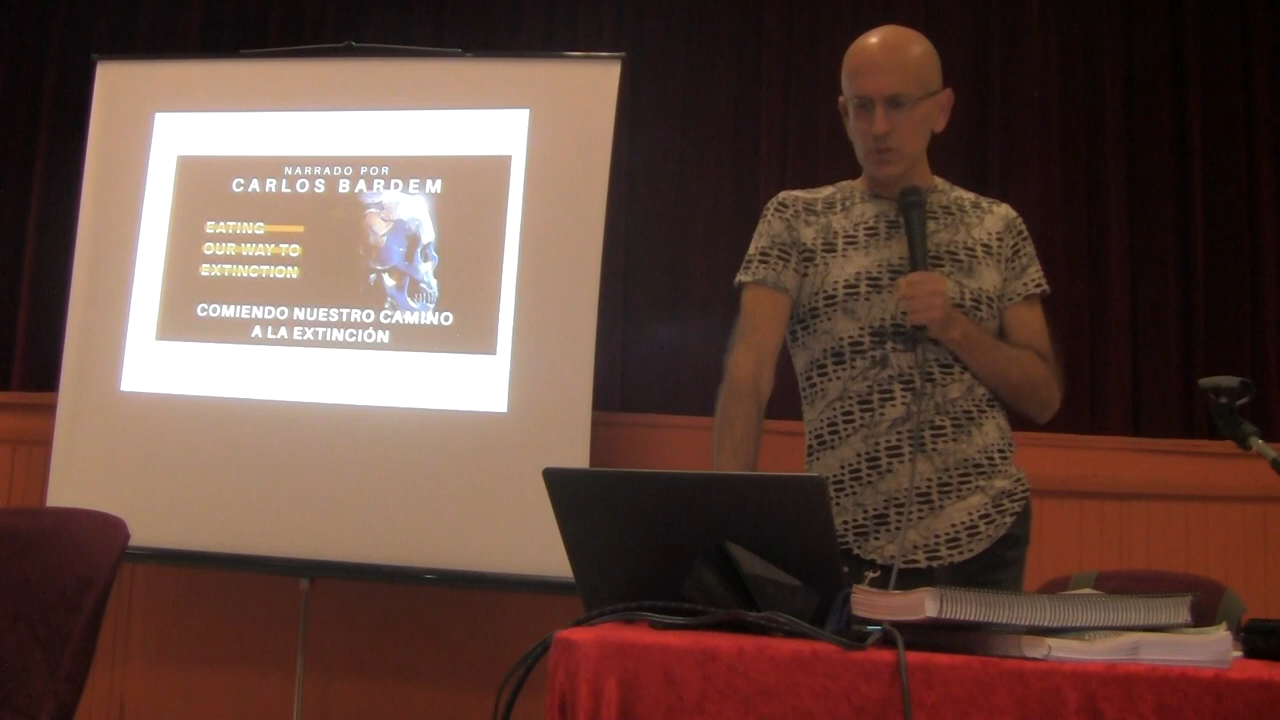 NARRADO POR
CARLOS BARDEM
EATING
OUR WAY TO
EXTINCTION
COMIENDO NUESTRO CAMINO
A LA EXTINCIÓN